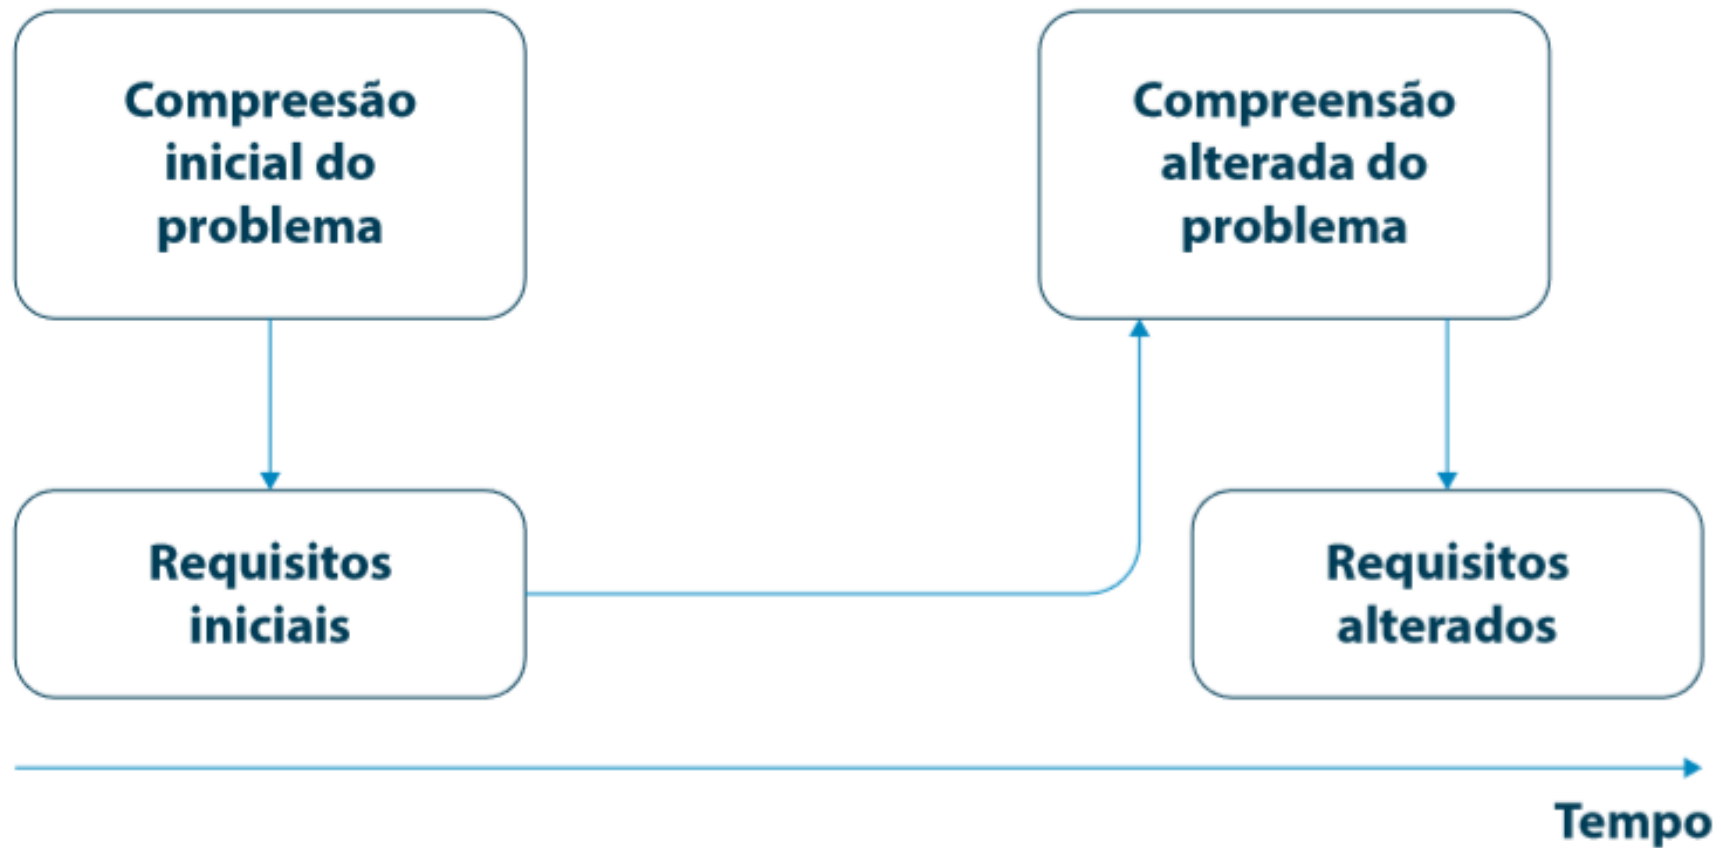 Compreesão
inicial do
problema
Compreensão
alterada do
problema
Requisitos
iniciais
Requisitos
alterados
Tempo